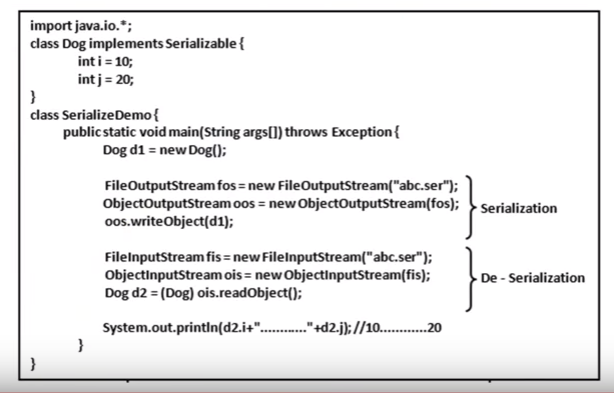 import java.io.*;
class Dog implements Serializable {
int i = 10;
int j = 20;
}
class SerializeDemo {
public static void main(String args[]) throws Exception {
Dog d1 = new Dog();
FileOutputStream fos = new FileOutputStream("abc.ser");
ObjectOutputStream oos = new ObjectOutputStream(fos);
oos.writeObject(d1);
Serialization
FileInputStream fis = new FileInputStream("abc.ser");
ObjectInputStream ois = new ObjectInputStream(fis);
Dog d2 = (Dog) ois.readObject();
De - Serialization
System.out.println(d2.i+"............"+d2.j); //10............20
}
}